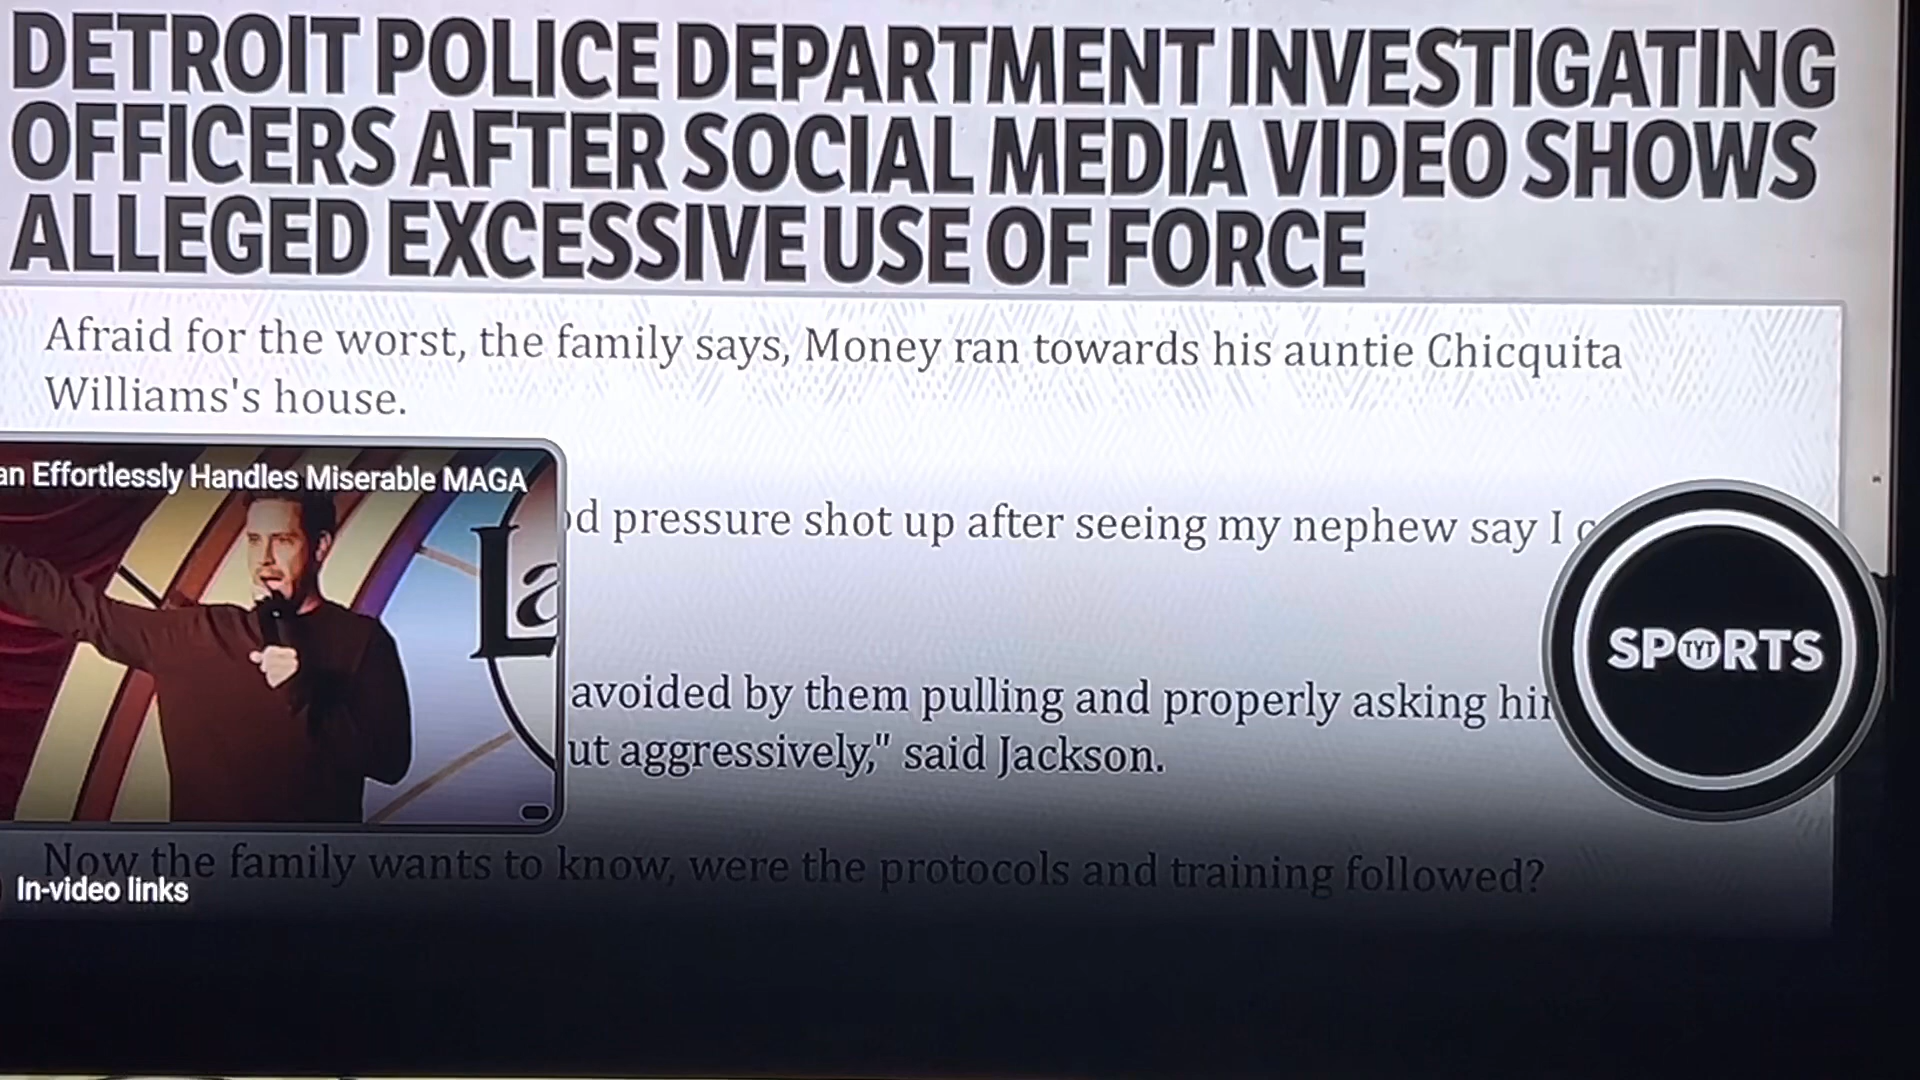 DETROIT POLICE DEPARTMENT INVESTIGATING
OFFICERS AFTER SOCIAL MEDIA VIDEO SHOWS
ALLEGED EXCESSIVE USE OF FORCE
Afraid for the worst, the family says, Money ran towards his auntie Chicquita
Williams's house.
an Effortlessly Handles Miserable MAGA
La
pressure shot up after seeing my nephew say I
avoided by them pulling and properly asking
aggressively," said Jackson.
SPORTS
TYT
Now the family wants to know, were the protocols and training followed?
In-video links